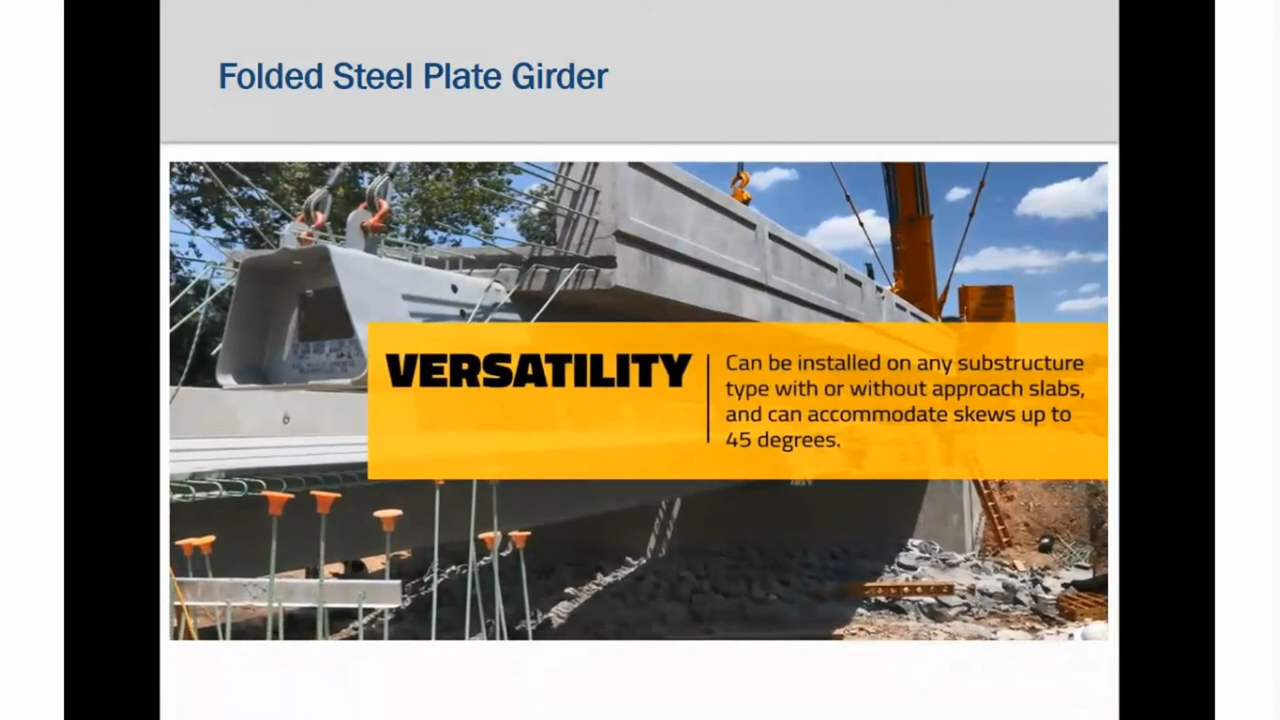 Folded Steel Plate Girder
VERSATILITY
Can be installed on any substructure
type with or without approach slabs,
and can accommodate skews up to
45 degrees.